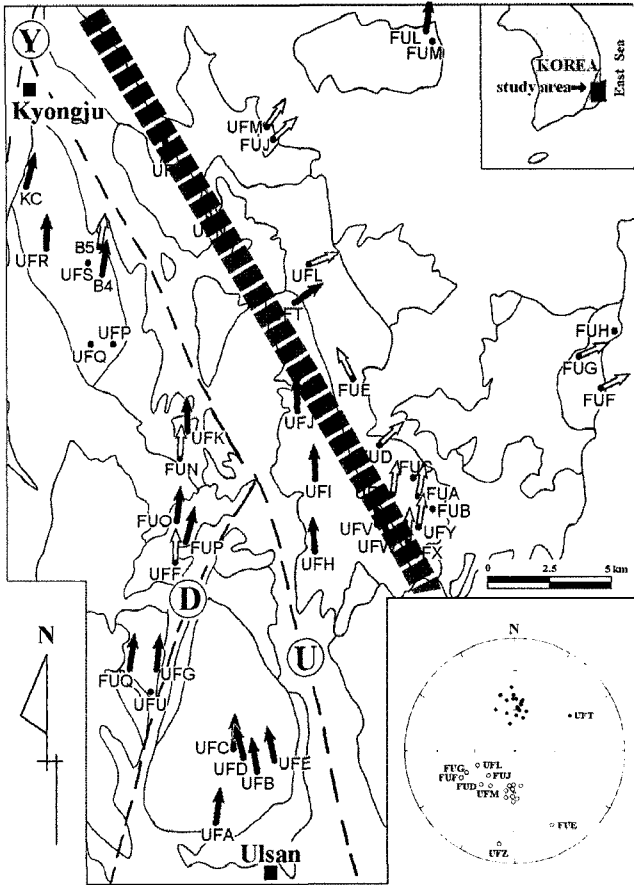 Y
FUL
FUM
KOREA
study area
East Sea
Kyongju
UFM
FUJ
KC
B5
UFR
UFS
B4
UFL
FUH
UFP
UFQ
FUG
FUE
FUF
UFJ
UFK
FUN
UFI
FUA
FUB
FUO
UFV
UFY
FUP
UFH
UFF
0 2.5 5 km
D
N
U
N
FUQ
UFG
UFU
UFT
UFC
UFD
UFE
UFB
UFL
FUG
FUF
FUJ
FUD
UFM
UFA
FUE
Ulsan
UFZ